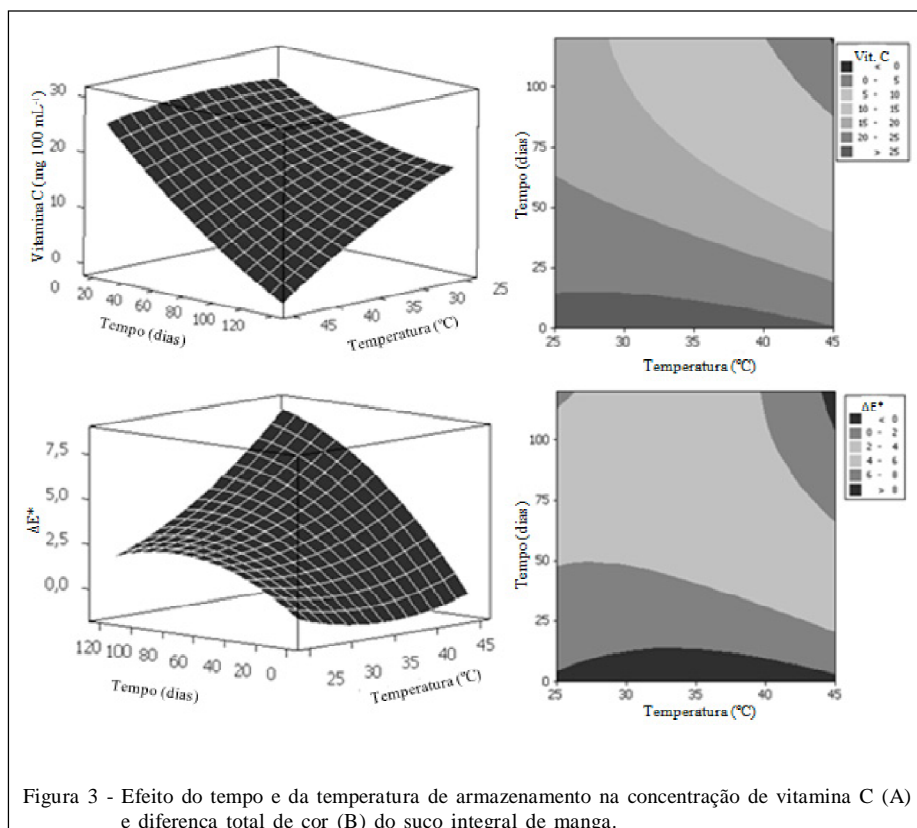 30
20
10
0
Vitamina C (mg 100 mL⁻¹)
0 20 40 60 80 100 120
Tempo (dias)
45 40 35 30 25
Temperatura (ºC)
100
75
50
25
0
Tempo (dias)
25 30 35 40 45
Temperatura (ºC)
Vit. C
< 0
0 - 5
5 - 10
10 - 15
15 - 20
20 - 25
> 25
7,5
5,0
2,5
0,0
ΔE*
120 100 80 60 40 20 0
Tempo (dias)
25 30 35 40 45
Temperatura (ºC)
100
75
50
25
0
Tempo (dias)
25 30 35 40 45
Temperatura (ºC)
ΔE*
< 0
0 - 2
2 - 4
4 - 6
6 - 8
> 8
Figura 3 - Efeito do tempo e da temperatura de armazenamento na concentração de vitamina C (A)
e diferença total de cor (B) do suco integral de manga.